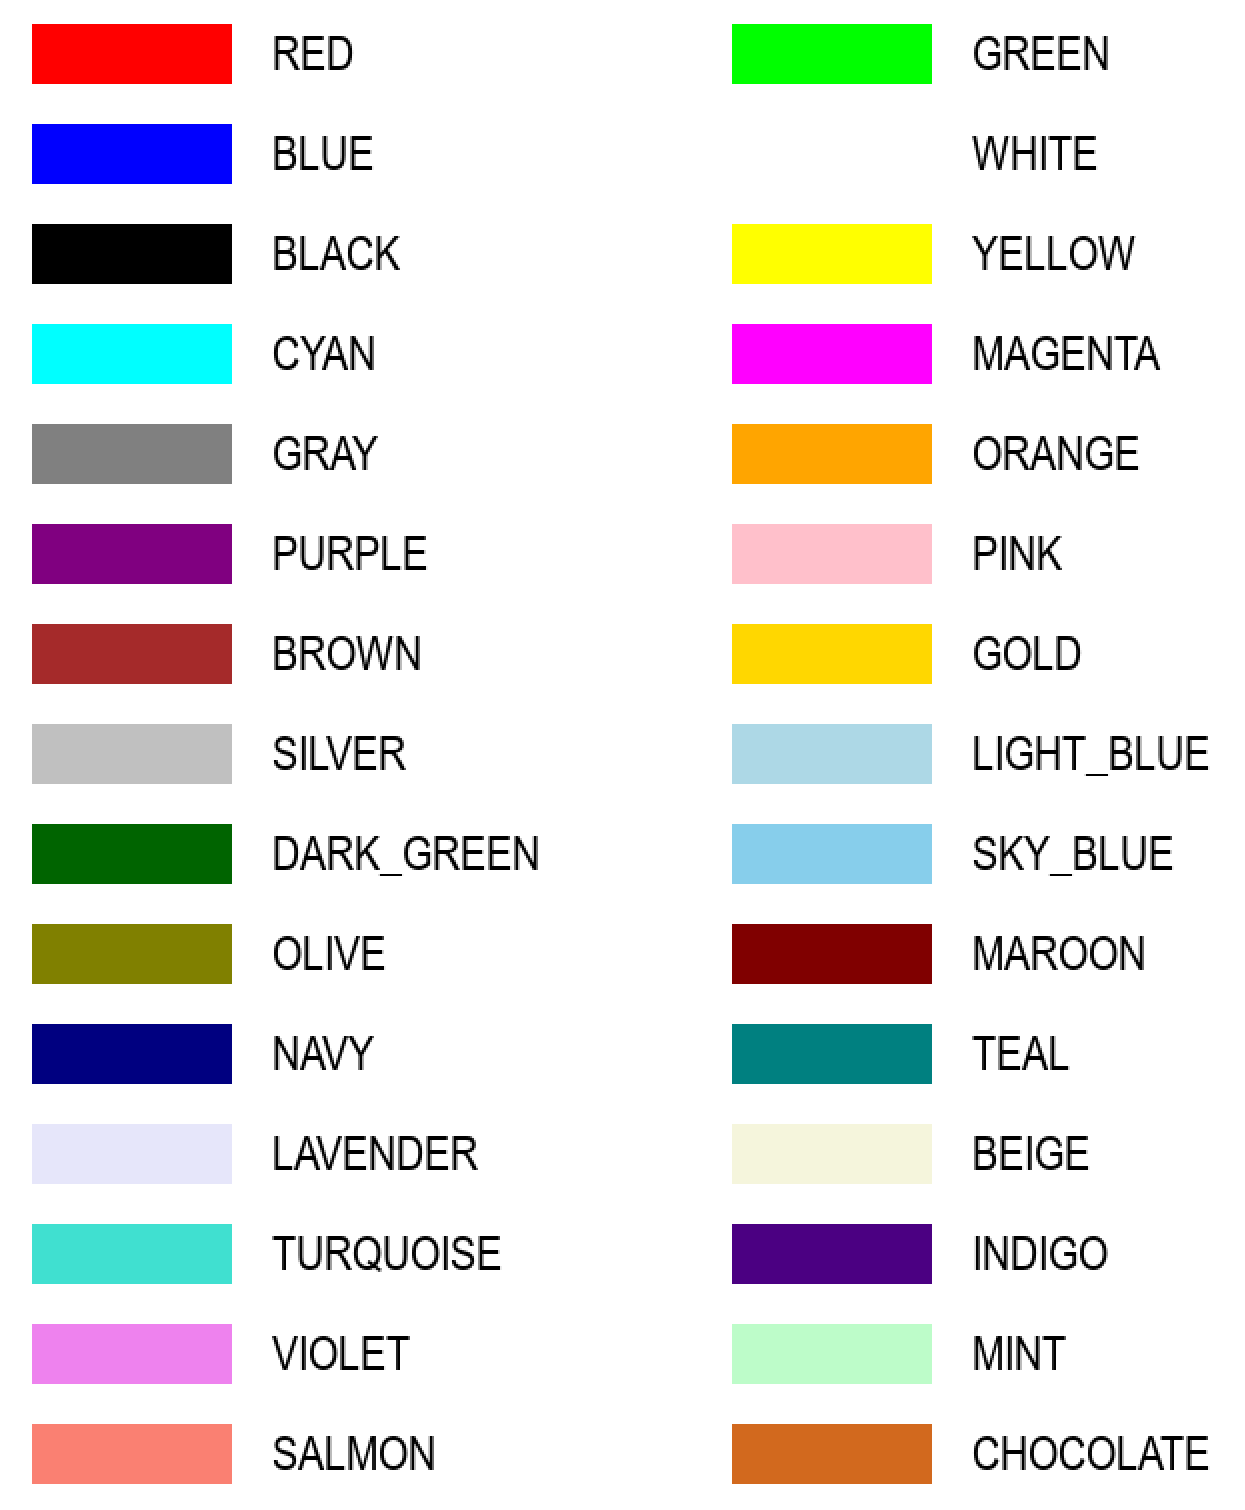 RED
GREEN
BLUE
WHITE
BLACK
YELLOW
CYAN
MAGENTA
GRAY
ORANGE
PURPLE
PINK
BROWN
GOLD
SILVER
LIGHT_BLUE
DARK_GREEN
SKY_BLUE
OLIVE
MAROON
NAVY
TEAL
LAVENDER
BEIGE
TURQUOISE
INDIGO
VIOLET
MINT
SALMON
CHOCOLATE